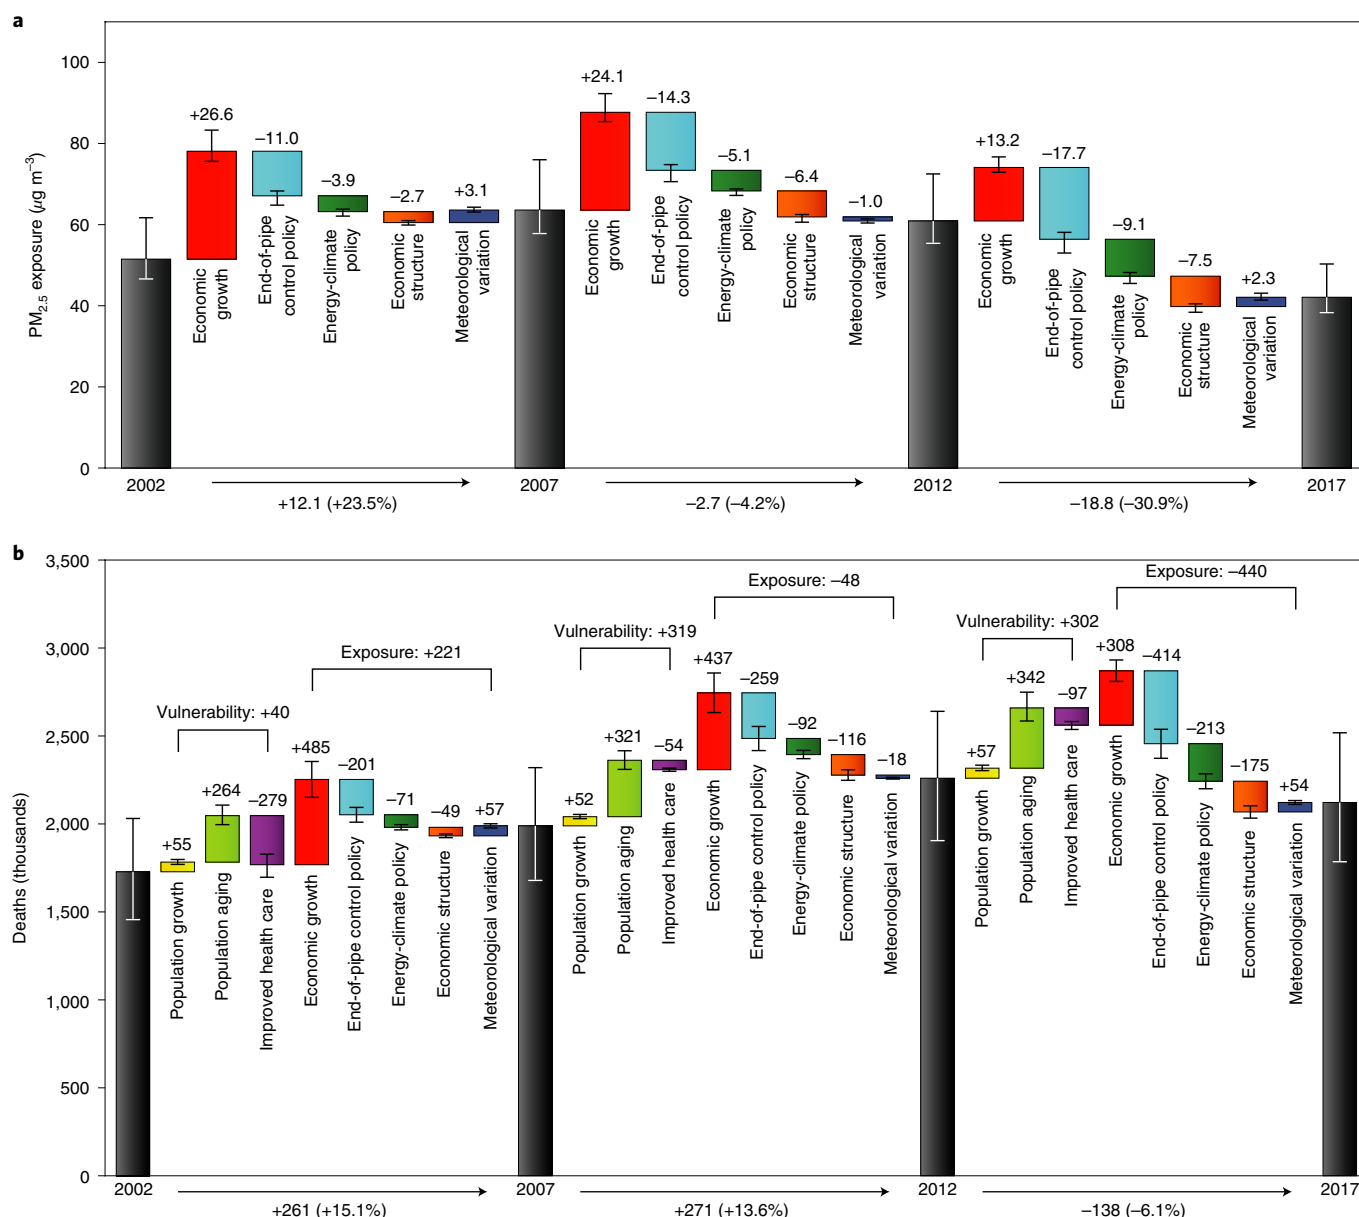 a
PM2.5 exposure (μg m−3)
100
80
60
40
20
0
+26.6
−11.0
−3.9
−2.7
+3.1
Economic
growth
End-of-pipe
control policy
Energy-climate
policy
Economic
structure
Meteorological
variation
+24.1
−14.3
−5.1
−6.4
−1.0
Economic
growth
End-of-pipe
control policy
Energy-climate
policy
Economic
structure
Meteorological
variation
+13.2
−17.7
−9.1
−7.5
+2.3
Economic
growth
End-of-pipe
control policy
Energy-climate
policy
Economic
structure
Meteorological
variation
2002
2007
2012
2017
+12.1 (+23.5%)
−2.7 (−4.2%)
−18.8 (−30.9%)
b
Deaths (thousands)
3,500
3,000
2,500
2,000
1,500
1,000
500
0
Vulnerability: +40
Exposure: +221
+55
+264
−279
+485
−201
−71
−49
+57
Population growth
Population aging
Improved health care
Economic growth
End-of-pipe control policy
Energy-climate policy
Economic structure
Meteorological variation
Vulnerability: +319
Exposure: −48
+52
+321
−54
+437
−259
−92
−116
−18
Population growth
Population aging
Improved health care
Economic growth
End-of-pipe control policy
Energy-climate policy
Economic structure
Meteorological variation
Vulnerability: +302
Exposure: −440
+57
+342
−97
+308
−414
−213
−175
+54
Population growth
Population aging
Improved health care
Economic growth
End-of-pipe control policy
Energy-climate policy
Economic structure
Meteorological variation
2002
2007
2012
2017
+261 (+15.1%)
+271 (+13.6%)
−138 (−6.1%)